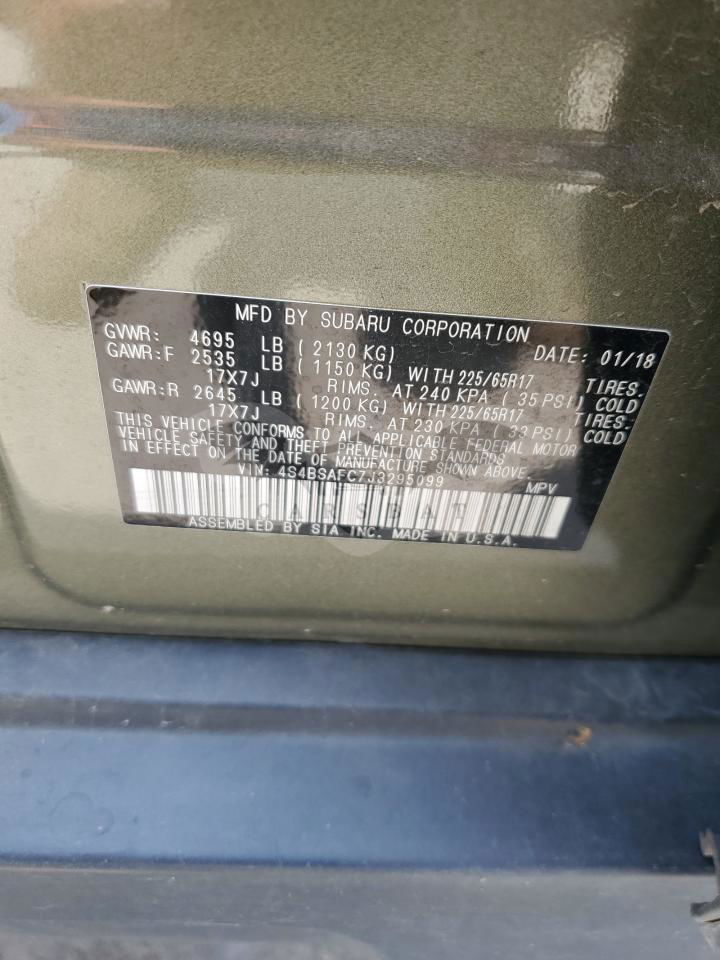 MFD BY SUBARU CORPORATION
GVWR: 4695 LB (2130 KG) DATE: 01/18
GAWR:F 2535 LB (1150 KG) WITH 225/65R17 TIRES.
17X7J RIMS. AT 240 KPA (35 PSI) COLD
GAWR:R 2645 LB (1200 KG) WITH 225/65R17 TIRES.
17X7J RIMS. AT 230 KPA (33 PSI) COLD
THIS VEHICLE CONFORMS TO ALL APPLICABLE FEDERAL MOTOR
VEHICLE SAFETY AND THEFT PREVENTION STANDARDS
IN EFFECT ON THE DATE OF MANUFACTURE SHOWN ABOVE.
VIN: 4S4BSAFC7J3295099 MPV
CARSBAT
ASSEMBLED BY SIA INC. MADE IN U.S.A.